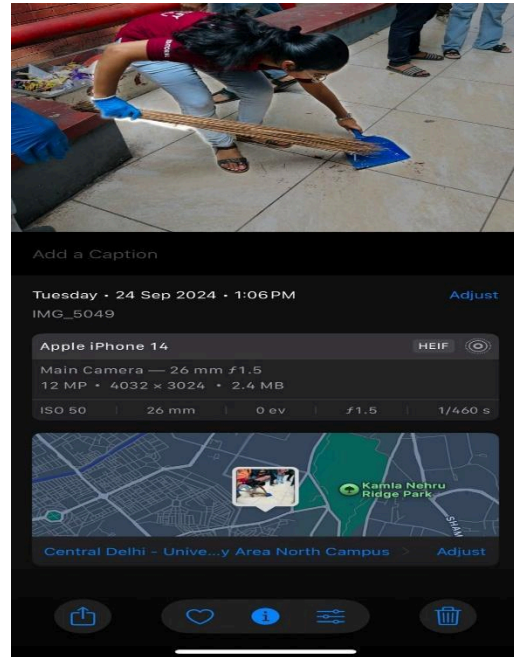 Add a Caption
Tuesday • 24 Sep 2024 • 1:06 PM
Adjust
IMG_5049
Apple iPhone 14
HEIF
Main Camera — 26 mm ƒ1.5
12 MP • 4032 × 3024 • 2.4 MB
ISO 50
26 mm
0 ev
ƒ1.5
1/460 s
Kamla Nehru
Ridge Park
SHAM
Central Delhi – Unive...y Area North Campus
Adjust